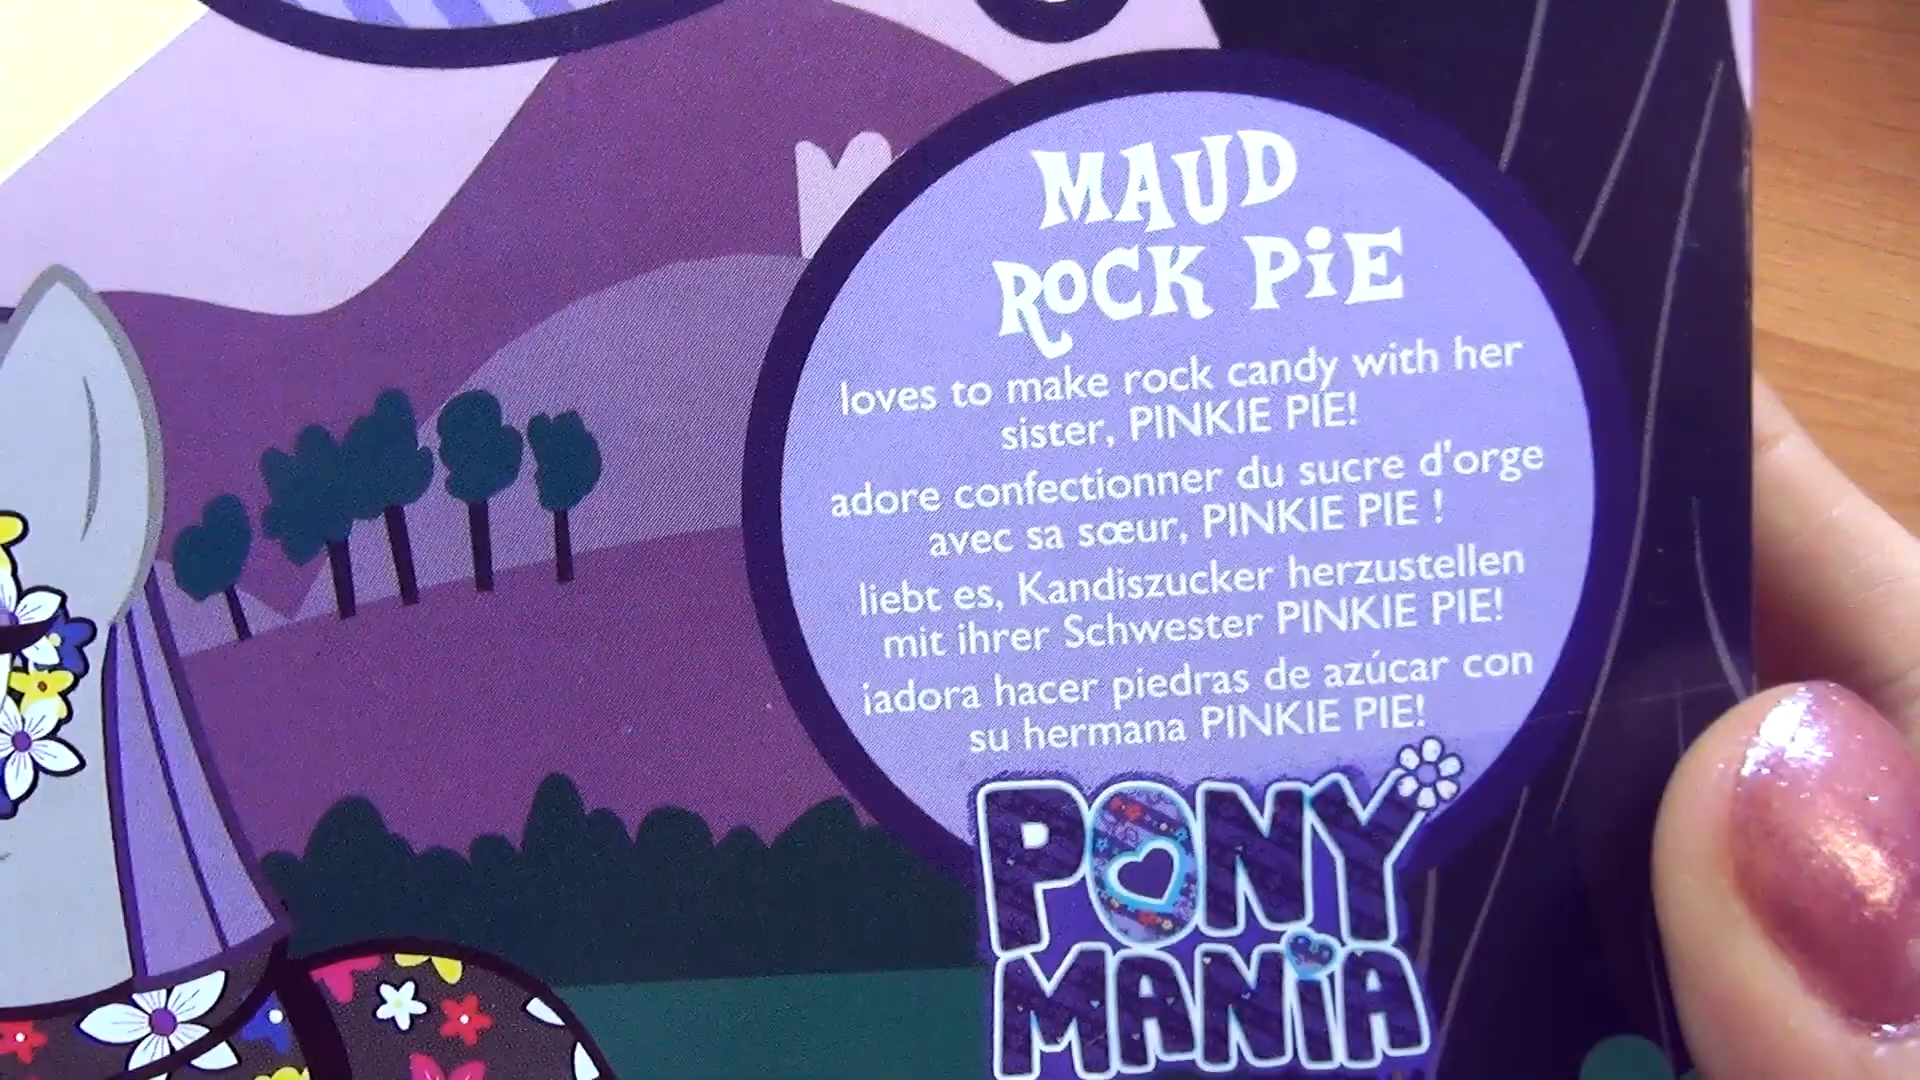 MAUD
ROCK PiE
loves to make rock candy with her
sister, PINKIE PIE!
adore confectionner du sucre d'orge
avec sa sœur, PINKIE PIE !
liebt es, Kandiszucker herzustellen
mit ihrer Schwester PINKIE PIE!
¡adora hacer piedras de azúcar con
su hermana PINKIE PIE!
PONY
MANiA